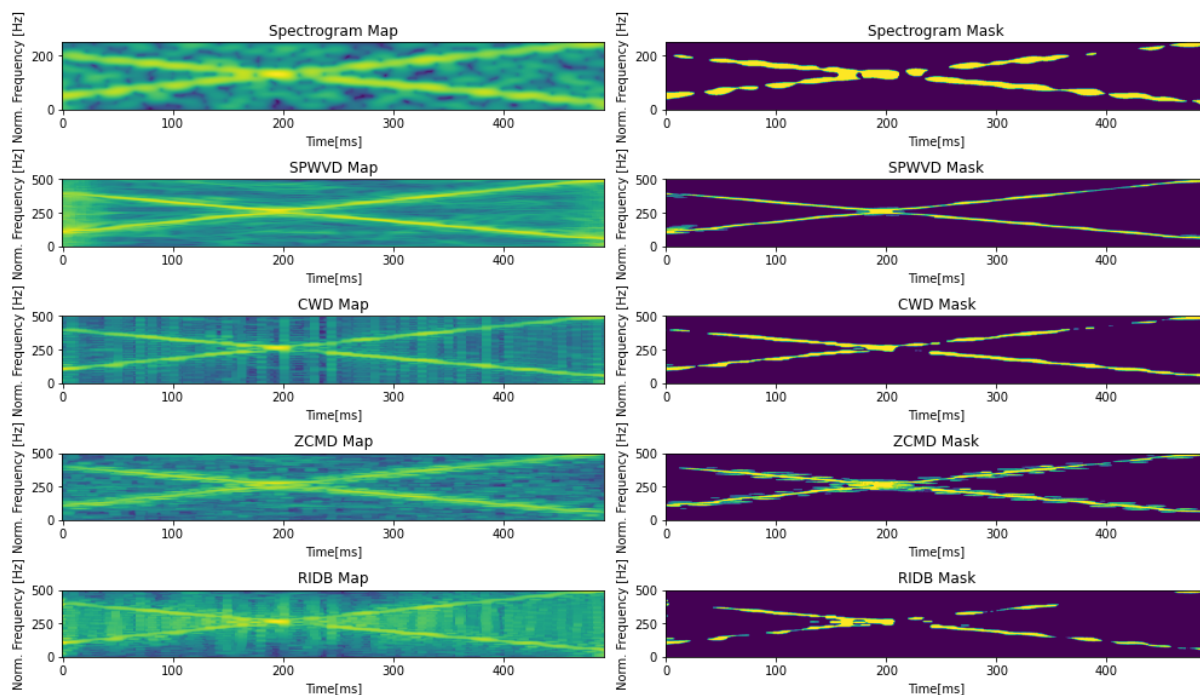 Spectrogram Map
Norm. Frequency [Hz]
200
0
0 100 200 300 400
Time[ms]
Spectrogram Mask
Norm. Frequency [Hz]
200
0
0 100 200 300 400
Time[ms]
SPWVD Map
Norm. Frequency [Hz]
500
250
0
0 100 200 300 400
Time[ms]
SPWVD Mask
Norm. Frequency [Hz]
500
250
0
0 100 200 300 400
Time[ms]
CWD Map
Norm. Frequency [Hz]
500
250
0
0 100 200 300 400
Time[ms]
CWD Mask
Norm. Frequency [Hz]
500
250
0
0 100 200 300 400
Time[ms]
ZCMD Map
Norm. Frequency [Hz]
500
250
0
0 100 200 300 400
Time[ms]
ZCMD Mask
Norm. Frequency [Hz]
500
250
0
0 100 200 300 400
Time[ms]
RIDB Map
Norm. Frequency [Hz]
500
250
0
0 100 200 300 400
Time[ms]
RIDB Mask
Norm. Frequency [Hz]
500
250
0
0 100 200 300 400
Time[ms]